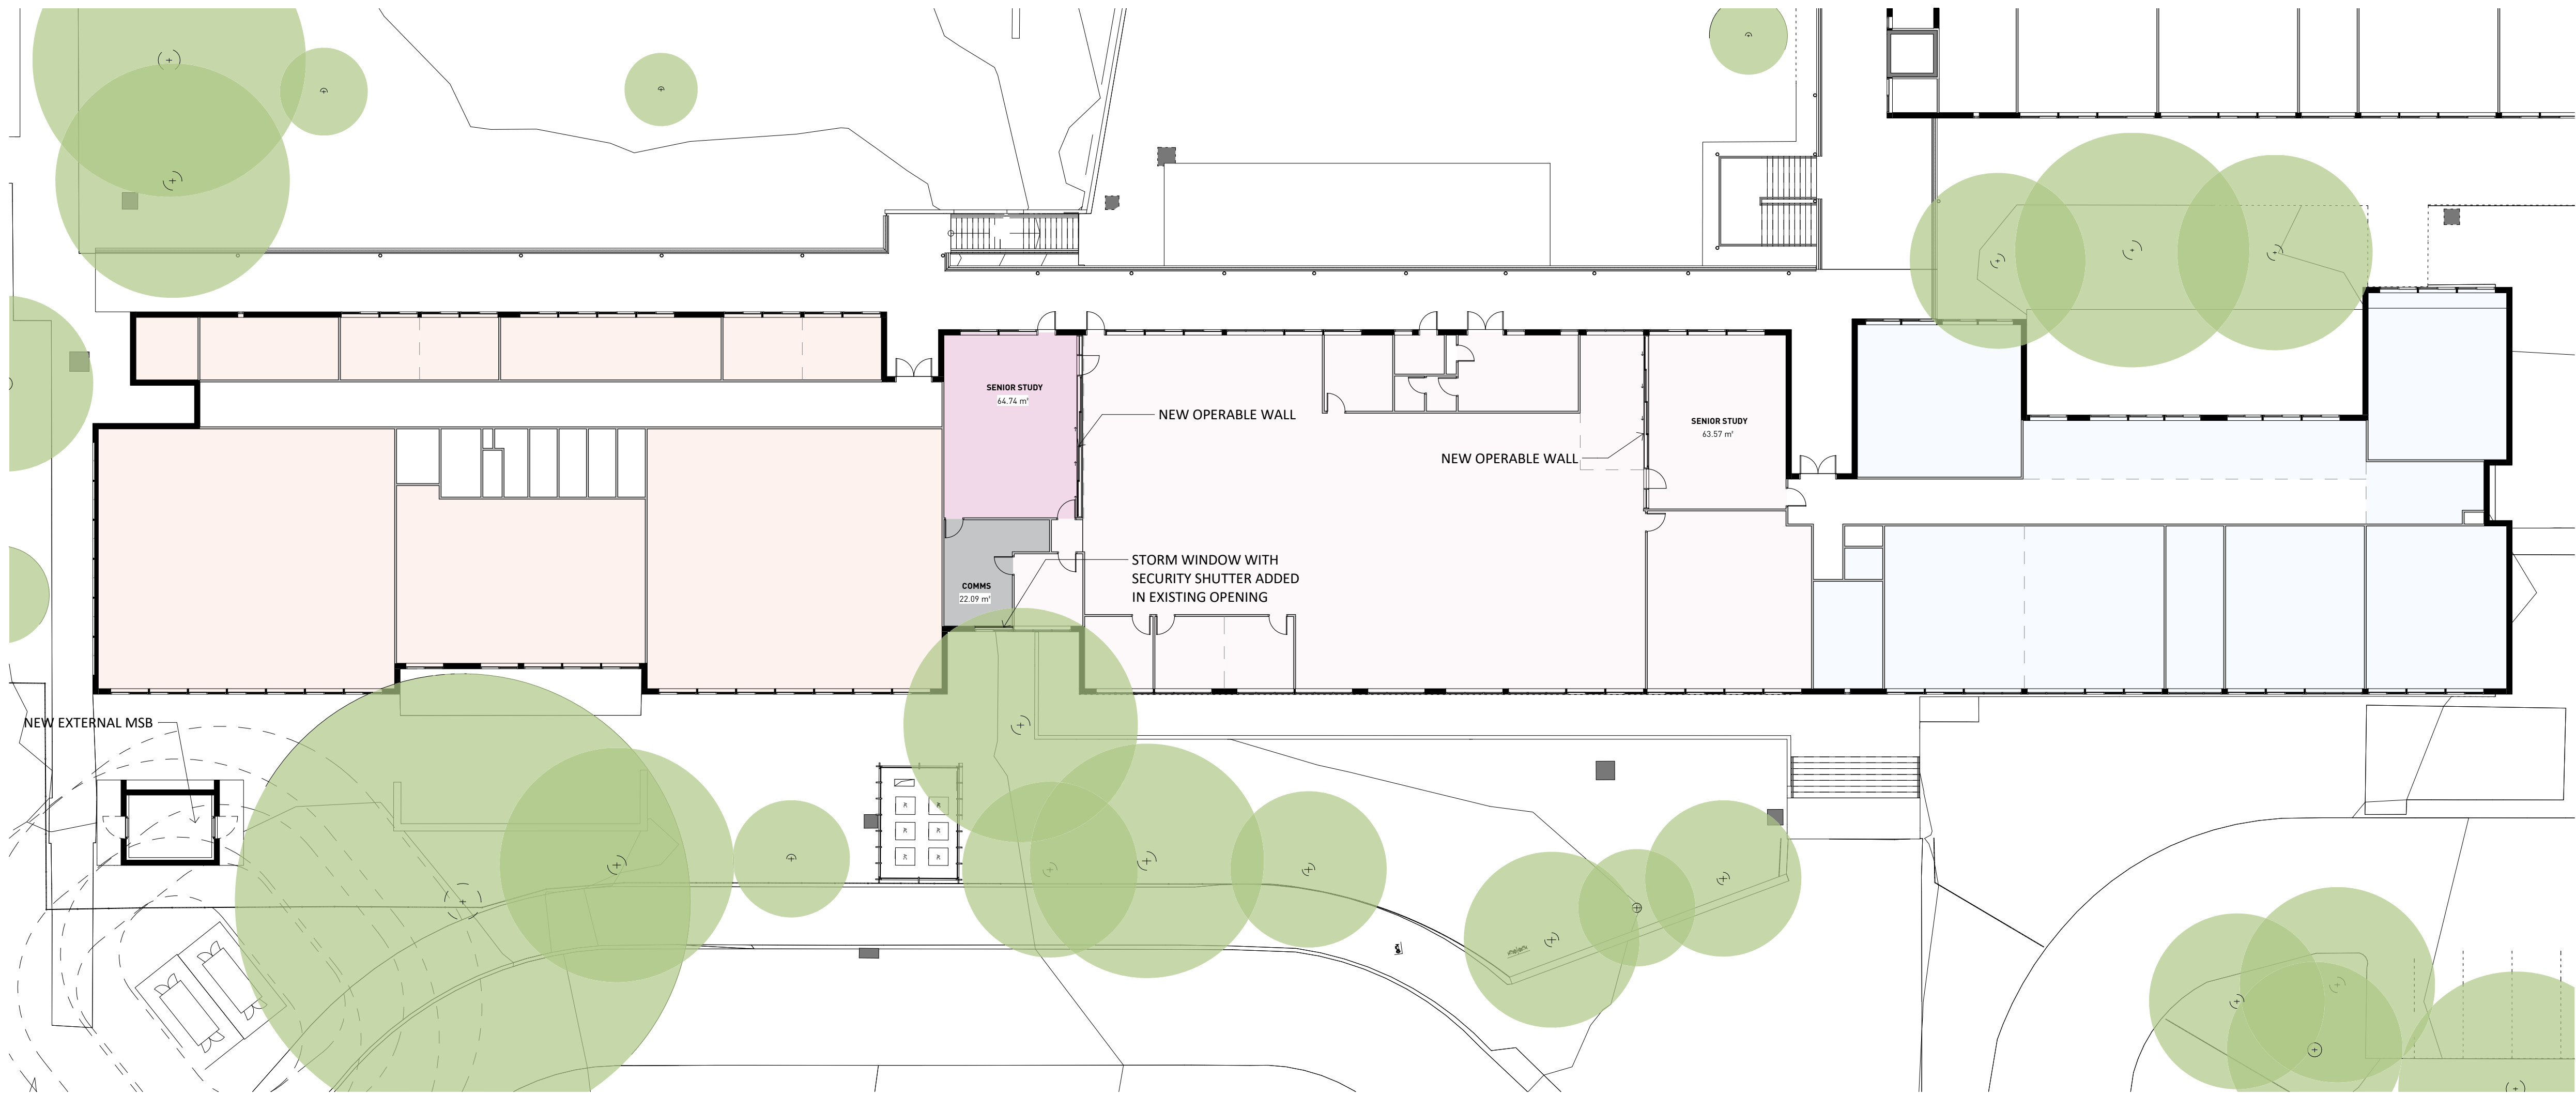 SENIOR STUDY
64.74 m²
NEW OPERABLE WALL
SENIOR STUDY
63.57 m²
NEW OPERABLE WALL
STORM WINDOW WITH
SECURITY SHUTTER ADDED
IN EXISTING OPENING
COMMS
22.09 m²
NEW EXTERNAL MSB